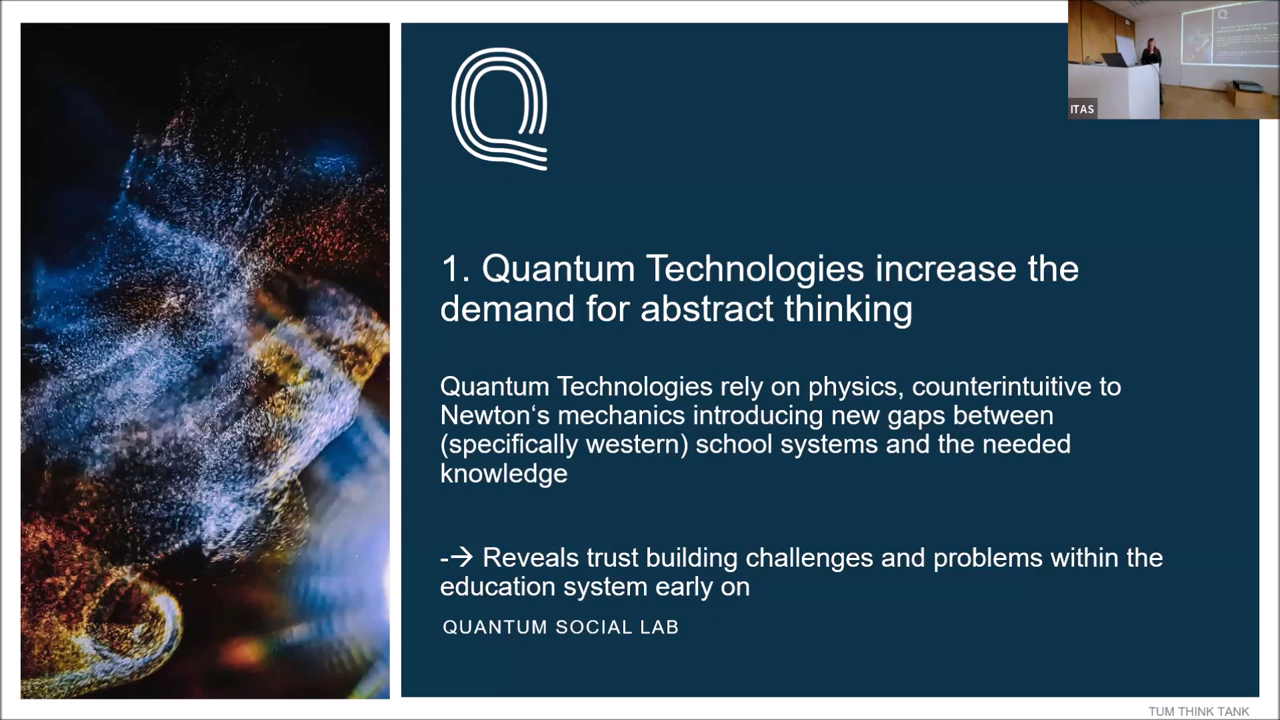 ITAS
1. Quantum Technologies increase the
demand for abstract thinking
Quantum Technologies rely on physics, counterintuitive to
Newton‘s mechanics introducing new gaps between
(specifically western) school systems and the needed
knowledge
-→ Reveals trust building challenges and problems within the
education system early on
QUANTUM SOCIAL LAB
TUM THINK TANK